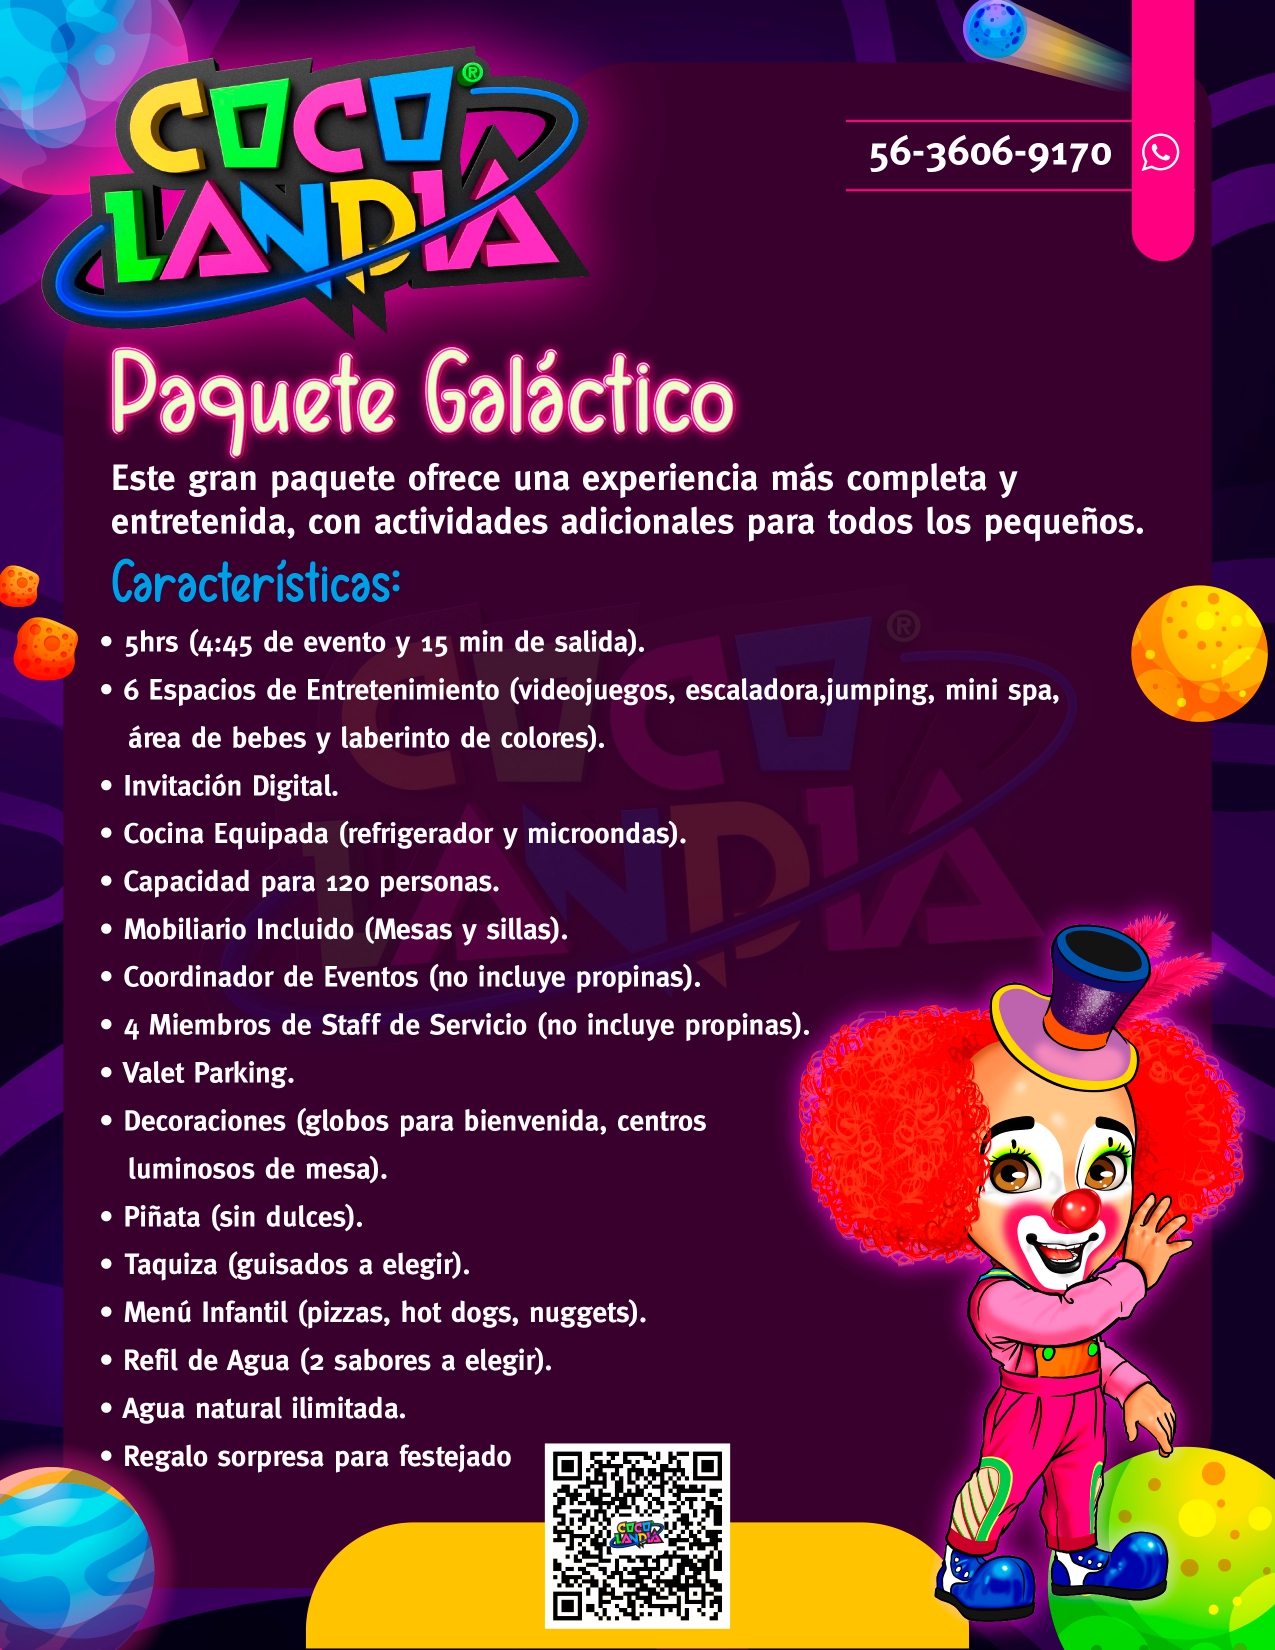 COCO®
LANDIA
56-3606-9170
Paquete Galáctico
Este gran paquete ofrece una experiencia más completa y
entretenida, con actividades adicionales para todos los pequeños.
Características:
• 5hrs (4:45 de evento y 15 min de salida).
• 6 Espacios de Entretenimiento (videojuegos, escaladora,jumping, mini spa,
área de bebes y laberinto de colores).
• Invitación Digital.
• Cocina Equipada (refrigerador y microondas).
• Capacidad para 120 personas.
• Mobiliario Incluido (Mesas y sillas).
• Coordinador de Eventos (no incluye propinas).
• 4 Miembros de Staff de Servicio (no incluye propinas).
• Valet Parking.
• Decoraciones (globos para bienvenida, centros
luminosos de mesa).
• Piñata (sin dulces).
• Taquiza (guisados a elegir).
• Menú Infantil (pizzas, hot dogs, nuggets).
• Refil de Agua (2 sabores a elegir).
• Agua natural ilimitada.
• Regalo sorpresa para festejado
COCO
LANDIA